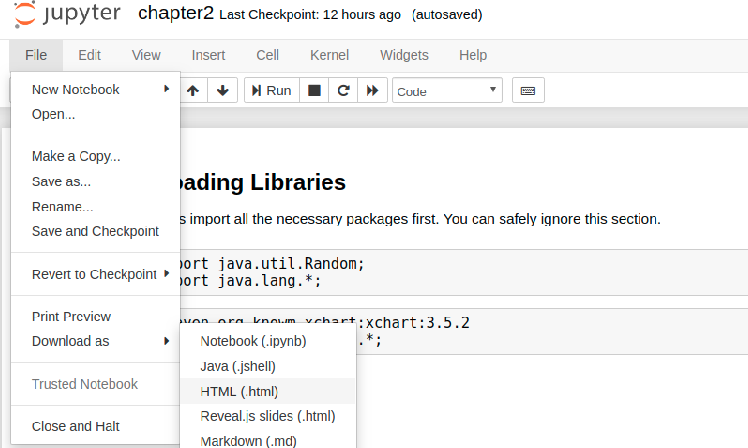 jupyter chapter2 Last Checkpoint: 12 hours ago (autosaved)
File Edit View Insert Cell Kernel Widgets Help
Run Code
New Notebook
Open...
Make a Copy...
Save as...
Rename...
Save and Checkpoint
Revert to Checkpoint
Print Preview
Download as
Trusted Notebook
Close and Halt
Notebook (.ipynb)
Java (.jshell)
HTML (.html)
Reveal.js slides (.html)
Markdown (.md)
ading Libraries
s import all the necessary packages first. You can safely ignore this section.
port java.util.Random;
port java.lang.*;
org.knowm.xchart:xchart:3.5.2
.*;